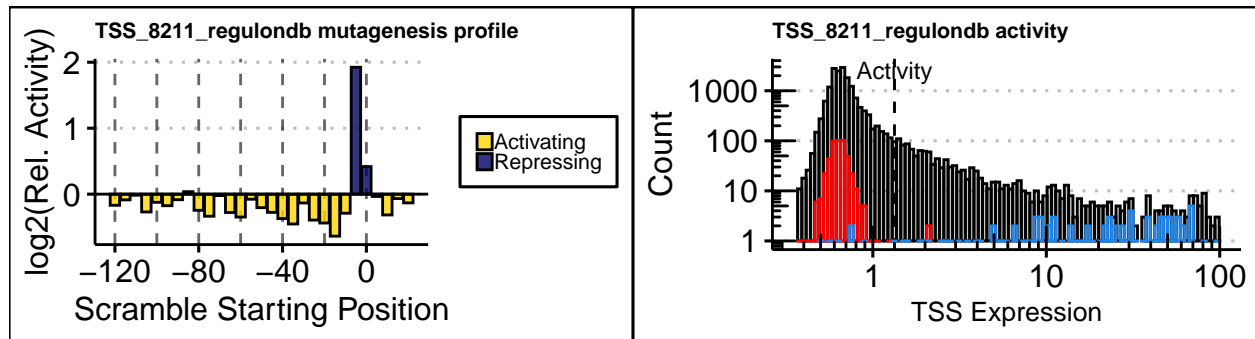 TSS_8211_regulondb mutagenesis profile
log2(Rel. Activity)
2
1
0
−120
−80
−40
0
Scramble Starting Position
Activating
Repressing
TSS_8211_regulondb activity
Activity
Count
1000
100
10
1
1
10
100
TSS Expression